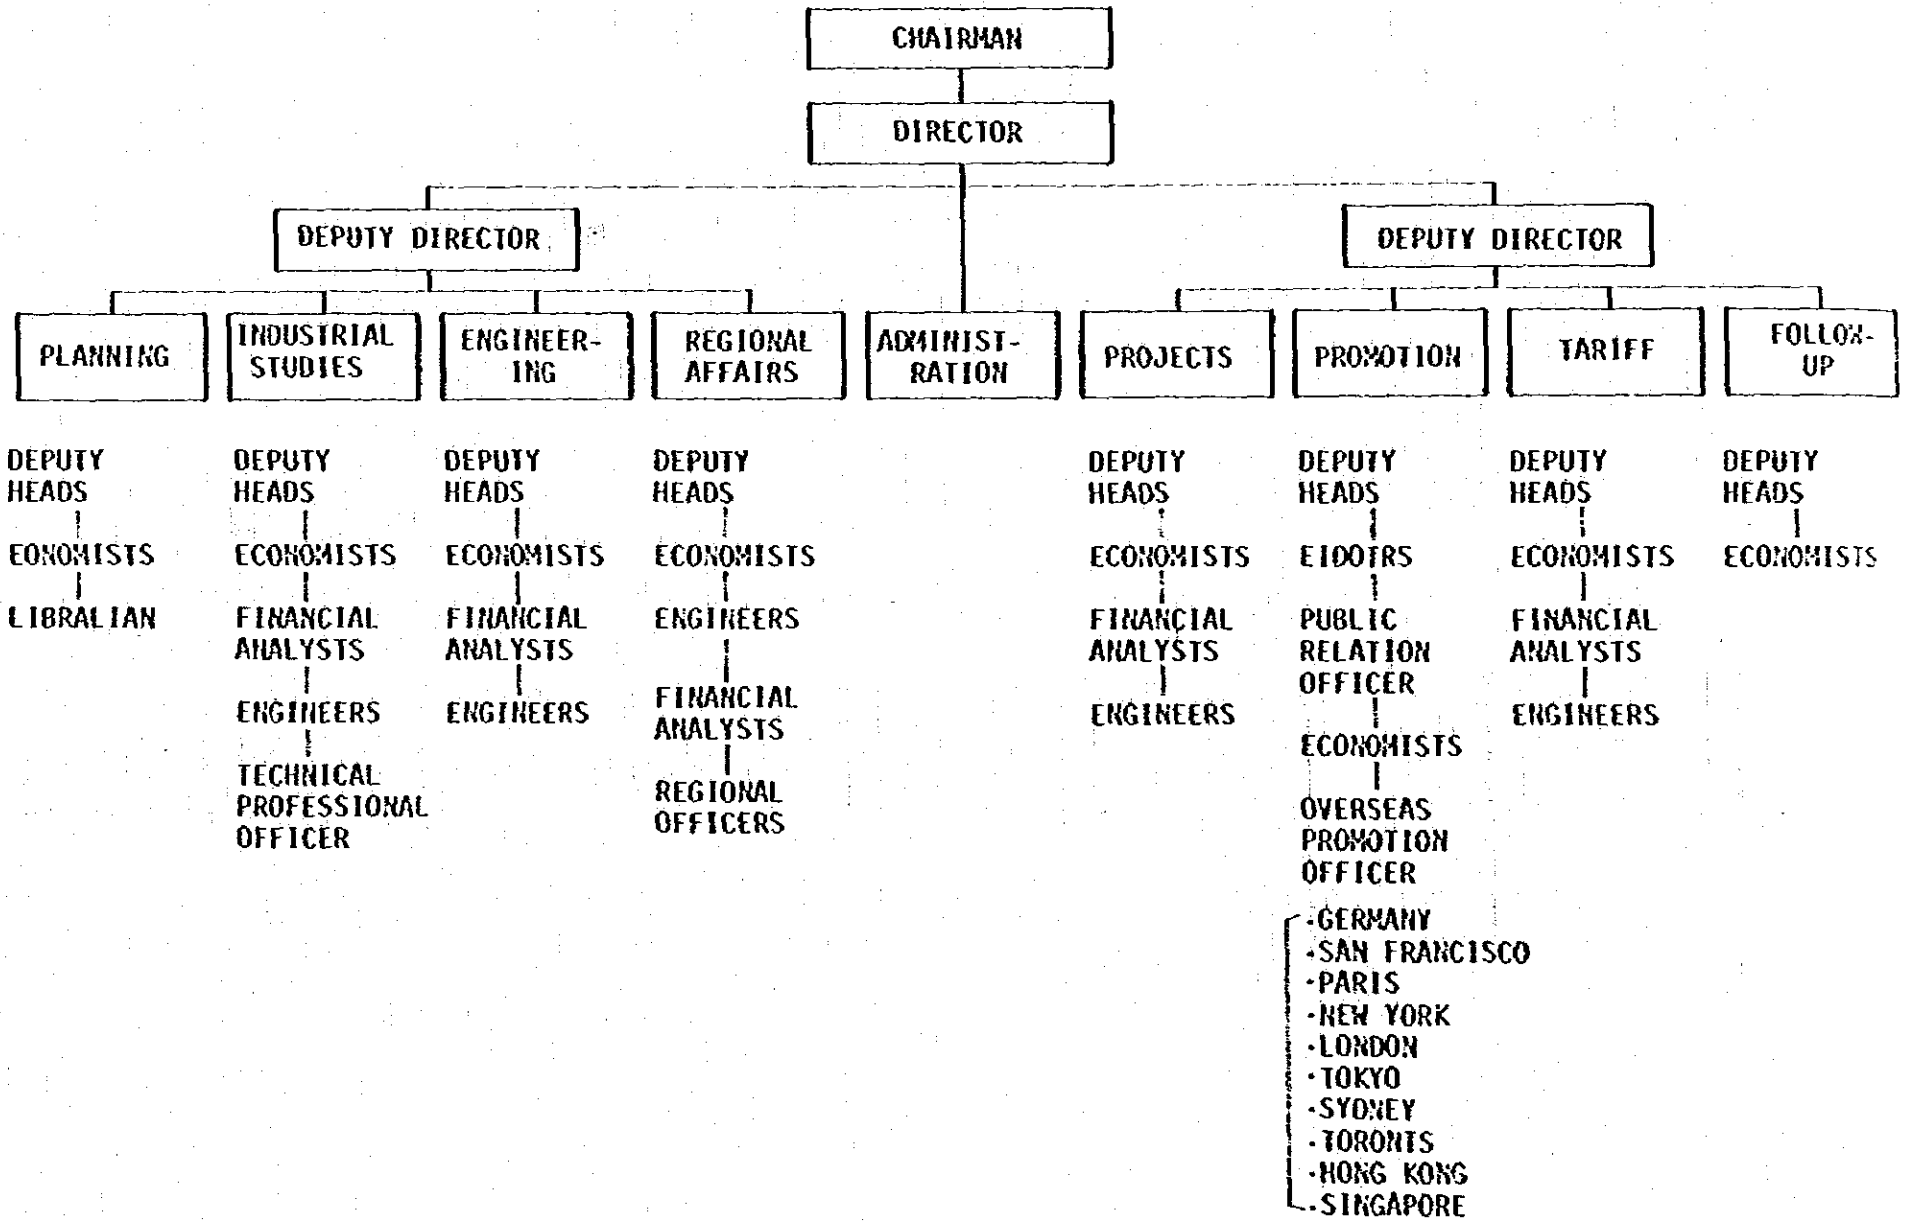 CHAIRMAN
DIRECTOR
DEPUTY DIRECTOR
DEPUTY DIRECTOR
PLANNING
INDUSTRIAL
STUDIES
ENGINEER-
ING
REGIONAL
AFFAIRS
ADMINIST-
RATION
PROJECTS
PROMOTION
TARIFF
FOLLOW-
UP
DEPUTY
HEADS
EONOMISTS
LIBRALIAN
DEPUTY
HEADS
ECONOMISTS
FINANCIAL
ANALYSTS
ENGINEERS
TECHNICAL
PROFESSIONAL
OFFICER
DEPUTY
HEADS
ECONOMISTS
FINANCIAL
ANALYSTS
ENGINEERS
DEPUTY
HEADS
ECONOMISTS
ENGINEERS
FINANCIAL
ANALYSTS
REGIONAL
OFFICERS
DEPUTY
HEADS
ECONOMISTS
FINANCIAL
ANALYSTS
ENGINEERS
DEPUTY
HEADS
EIDOTRS
PUBLIC
RELATION
OFFICER
ECONOMISTS
OVERSEAS
PROMOTION
OFFICER
·GERMANY
·SAN FRANCISCO
·PARIS
·NEW YORK
·LONDON
·TOKYO
·SYDNEY
·TORONTS
·HONG KONG
·SINGAPORE
DEPUTY
HEADS
ECONOMISTS
FINANCIAL
ANALYSTS
ENGINEERS
DEPUTY
HEADS
ECONOMISTS